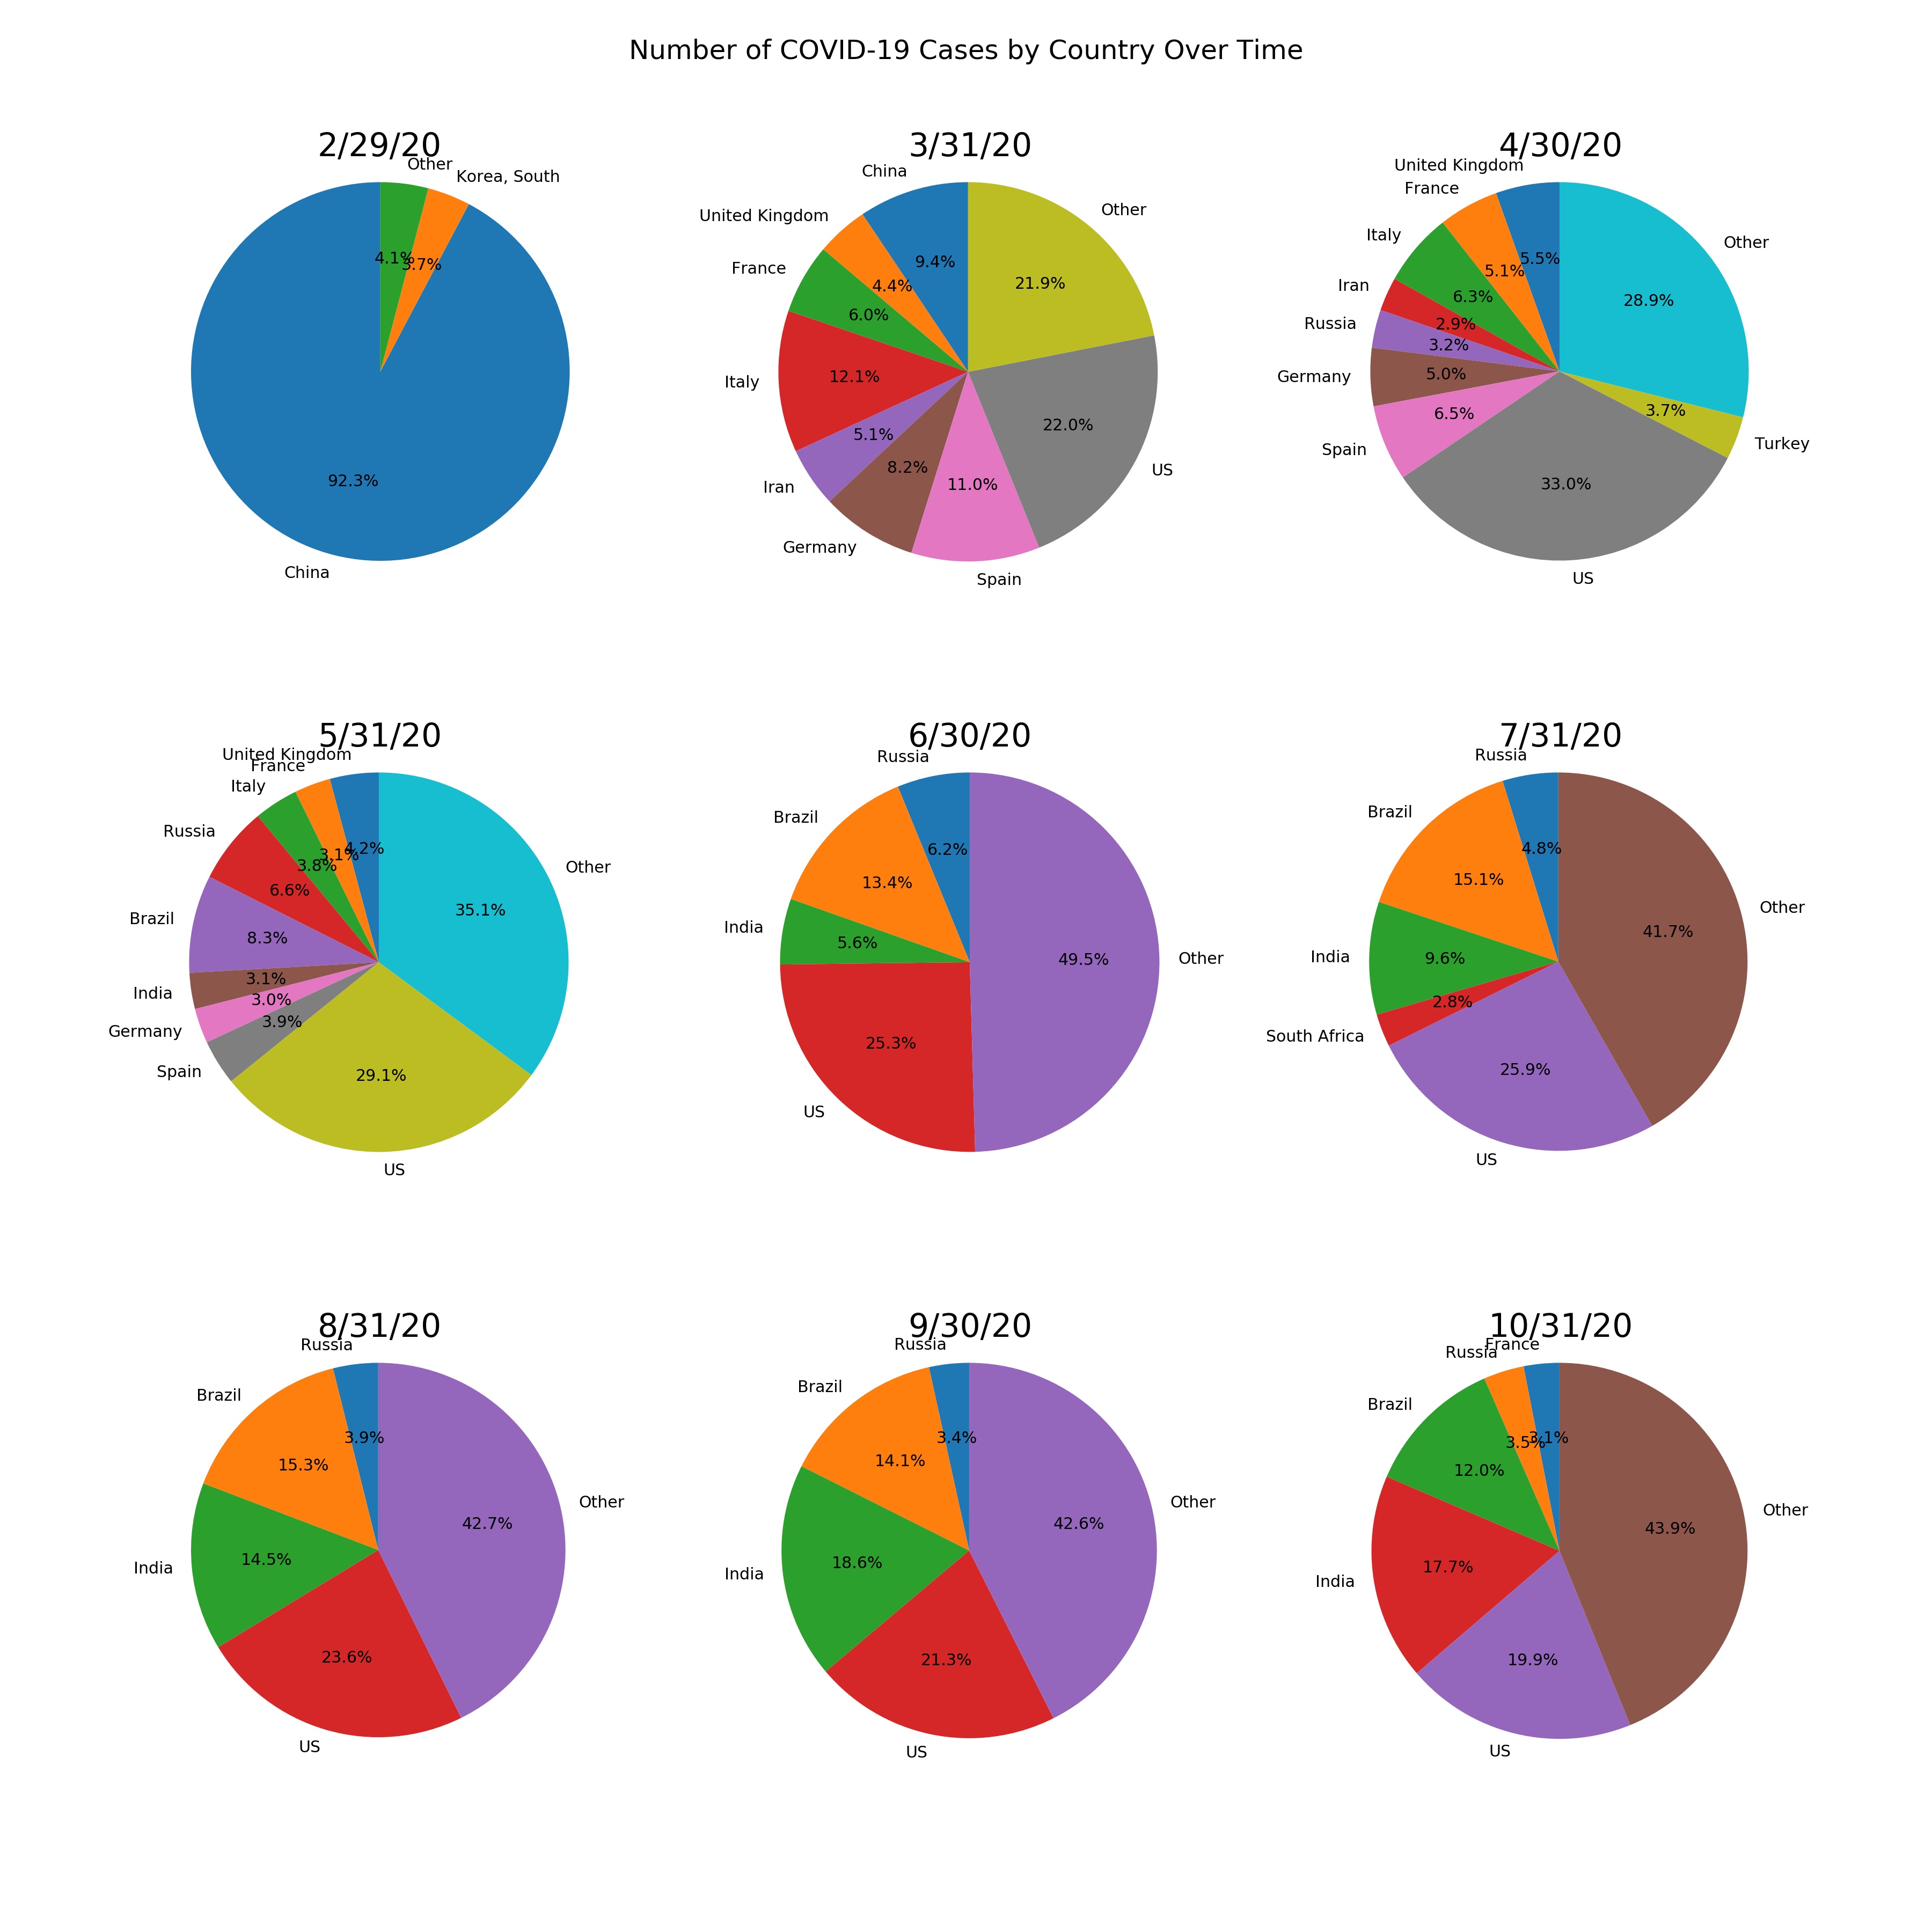 Number of COVID-19 Cases by Country Over Time
2/29/20
Other
Korea, South
4.1%
3.7%
92.3%
China
3/31/20
China
Other
United Kingdom
France
9.4%
21.9%
4.4%
6.0%
Italy
12.1%
22.0%
5.1%
8.2%
US
Iran
11.0%
Germany
Spain
4/30/20
United Kingdom
France
Italy
Other
5.5%
5.1%
Iran
6.3%
28.9%
Russia
2.9%
3.2%
Germany
5.0%
6.5%
3.7%
Spain
Turkey
33.0%
US
5/31/20
United Kingdom
France
Italy
Russia
4.2%
3.1%
3.8%
Other
6.6%
35.1%
Brazil
8.3%
3.1%
India
3.0%
Germany
3.9%
Spain
29.1%
US
6/30/20
Russia
Brazil
6.2%
13.4%
India
5.6%
49.5%
Other
25.3%
US
7/31/20
Russia
Brazil
4.8%
15.1%
Other
41.7%
India
9.6%
2.8%
South Africa
25.9%
US
8/31/20
Russia
Brazil
3.9%
15.3%
Other
42.7%
India
14.5%
23.6%
US
9/30/20
Russia
Brazil
3.4%
14.1%
Other
42.6%
India
18.6%
21.3%
US
10/31/20
France
Russia
Brazil
3.1%
3.5%
12.0%
Other
43.9%
India
17.7%
19.9%
US